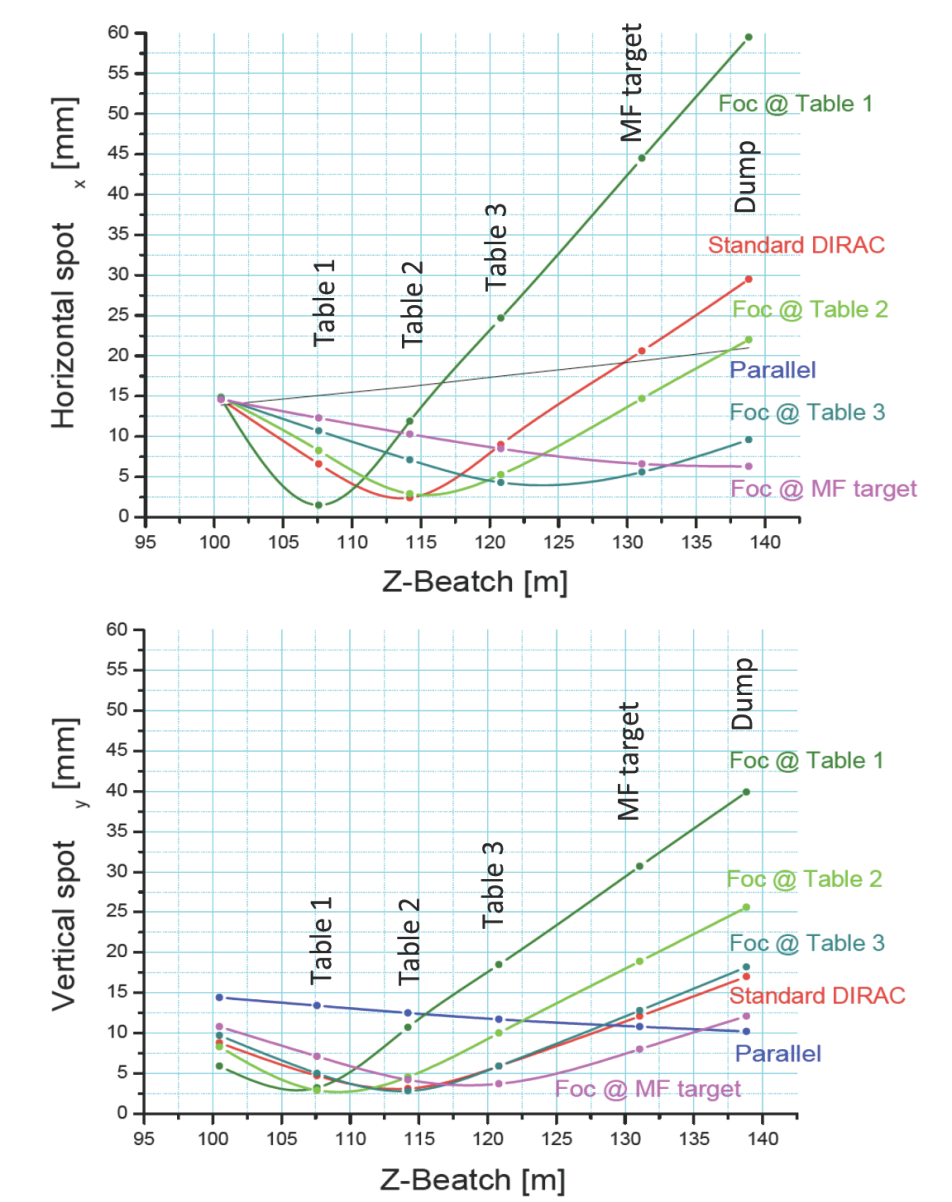 60
55
50
45
40
35
30
25
20
15
10
5
0
95
100
105
110
115
120
125
130
135
140
Horizontal spot x [mm]
Z-Beatch [m]
Table 1
Table 2
Table 3
MF target
Dump
Foc @ Table 1
Standard DIRAC
Foc @ Table 2
Parallel
Foc @ Table 3
Foc @ MF target
60
55
50
45
40
35
30
25
20
15
10
5
0
95
100
105
110
115
120
125
130
135
140
Vertical spot y [mm]
Z-Beatch [m]
Table 1
Table 2
Table 3
MF target
Dump
Foc @ Table 1
Foc @ Table 2
Foc @ Table 3
Standard DIRAC
Parallel
Foc @ MF target